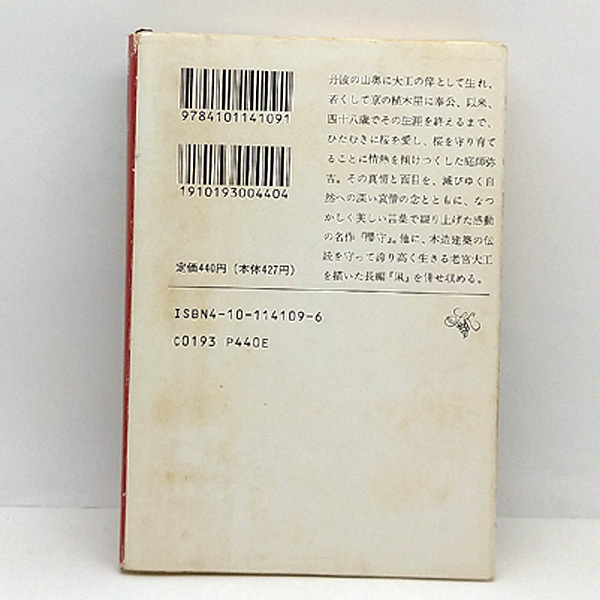 9784101141091
1910193004404
定価440円（本体427円）
丹波の山奥に大工の倅として生れ、
若くして京の植木屋に奉公、以来、
四十八歳でその生涯を終えるまで、
ひたむきに桜を愛し、桜を守り育て
ることに情熱を傾けつくした庭師弥
吉。その真情と面目を、滅びゆく自
然への深い哀惜の念とともに、なつ
かしく美しい言葉で綴り上げた感動
の名作『櫻守』。他に、木造建築の伝
統を守って誇り高く生きる老宮大工
を描いた長編『凩』を併せ収める。
ISBN4-10-114109-6
C0193 P440E